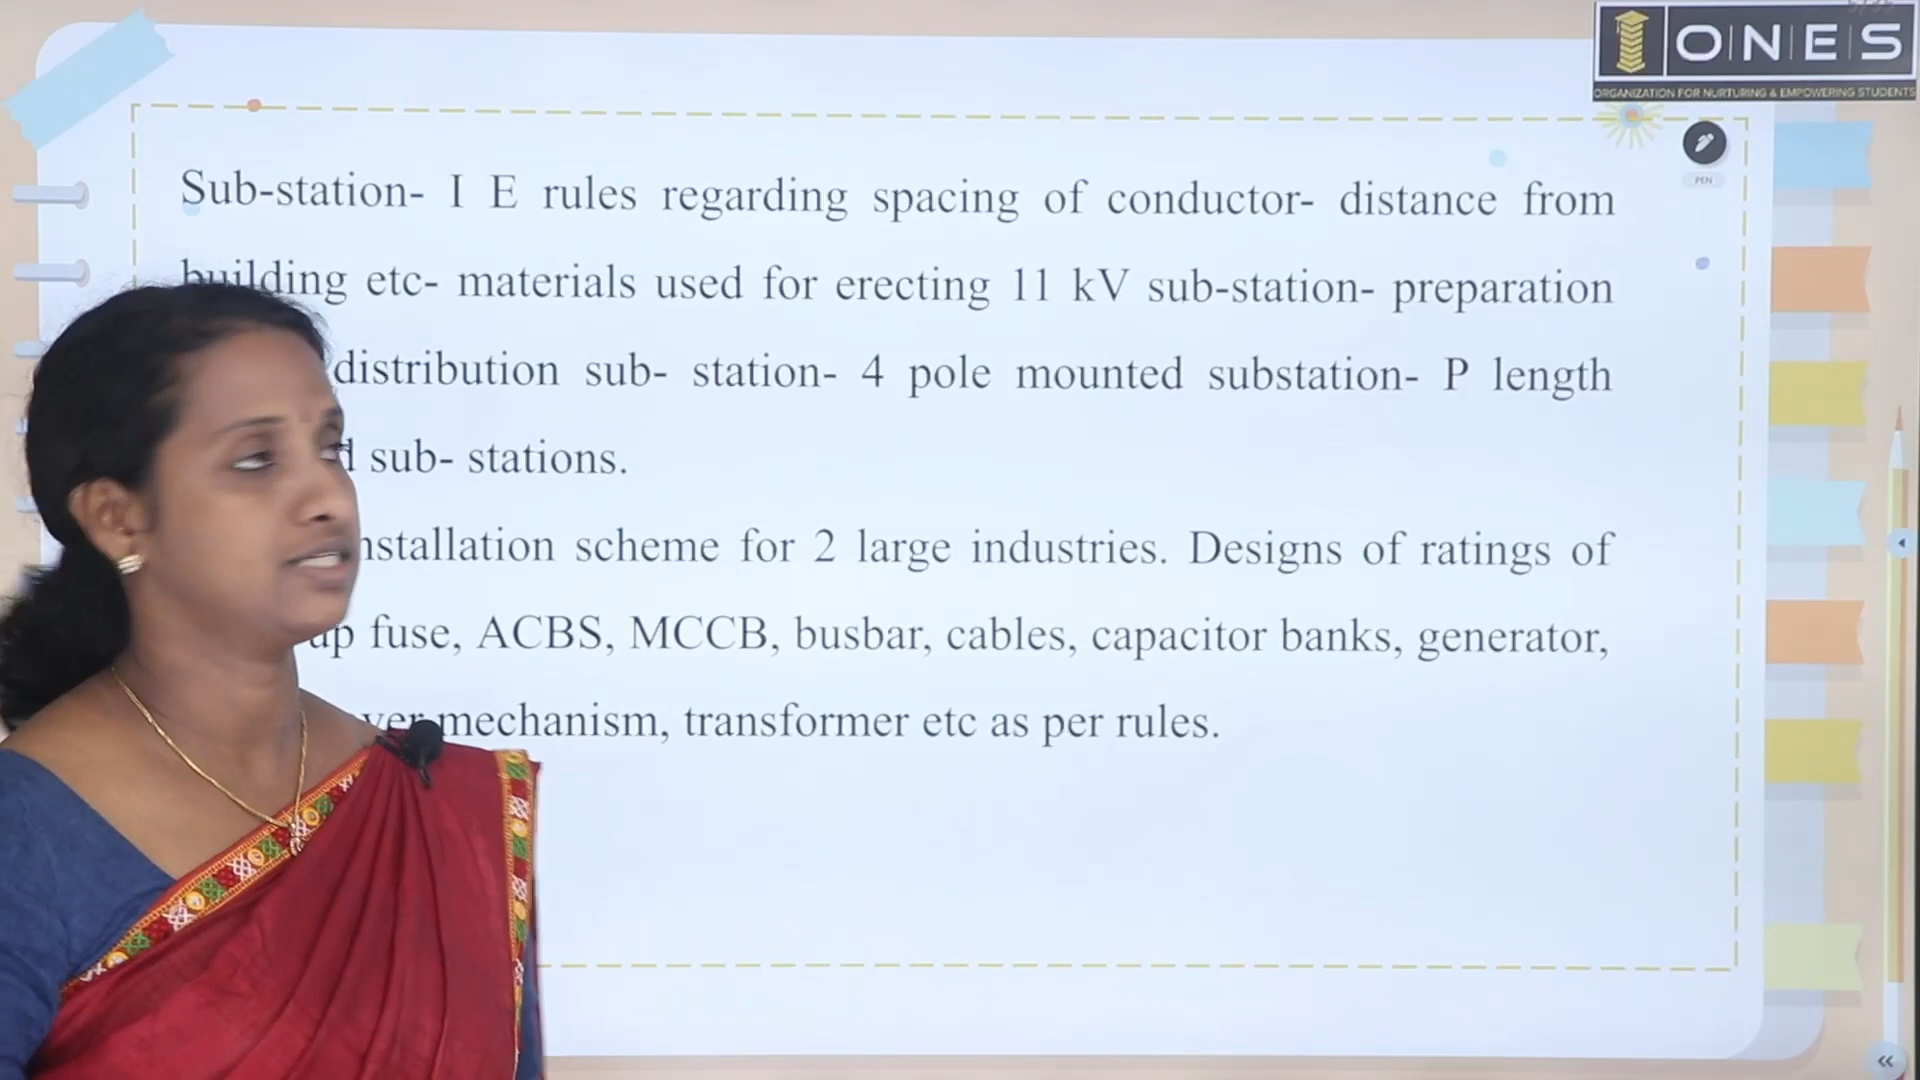 ONES
ORGANIZATION FOR NURTURING & EMPOWERING STUDENTS
PEN
Sub-station- I E rules regarding spacing of conductor- distance from
building etc- materials used for erecting 11 kV sub-station- preparation
distribution sub- station- 4 pole mounted substation- P length
sub- stations.
scheme for 2 large industries. Designs of ratings of
fuse, ACBS, MCCB, busbar, cables, capacitor banks, generator,
mechanism, transformer etc as per rules.